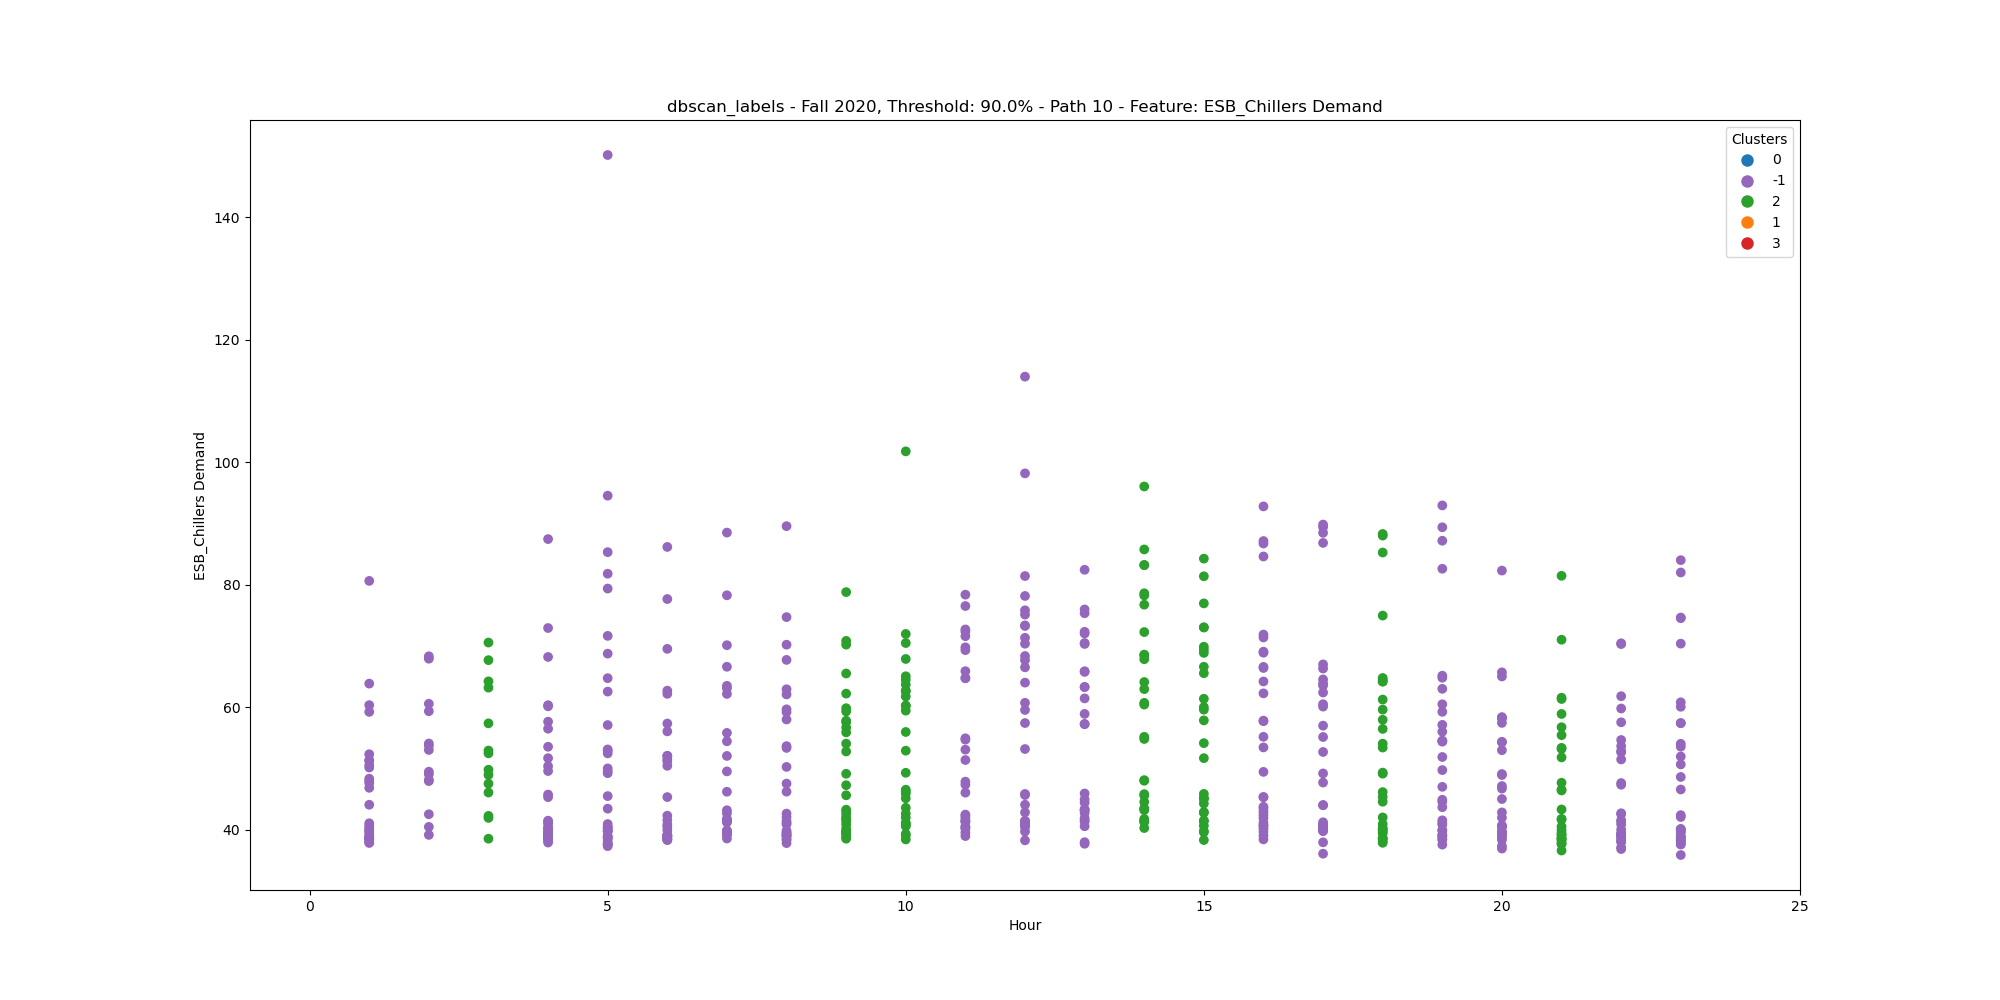 dbscan_labels - Fall 2020, Threshold: 90.0% - Path 10 - Feature: ESB_Chillers Demand
Clusters
0
-1
2
1
3
ESB_Chillers Demand
140
120
100
80
60
40
0 5 10 15 20 25
Hour